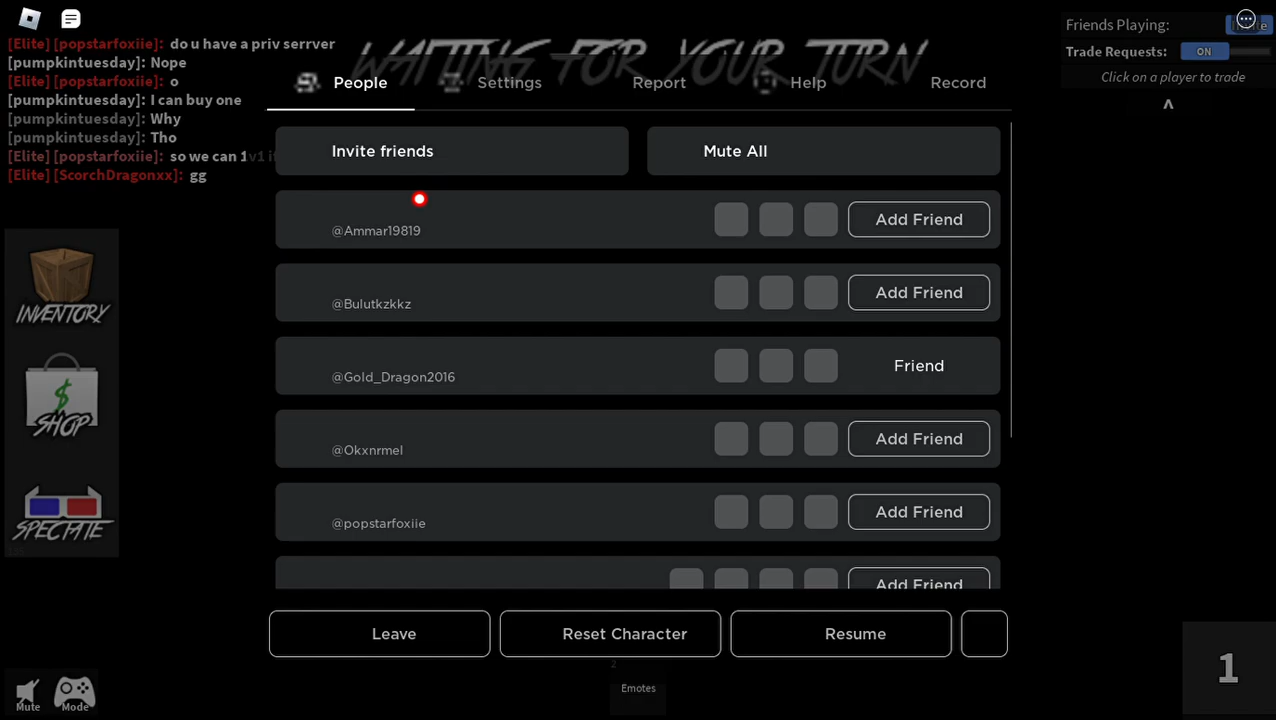 WAITING FOR YOUR TURN
[Elite] [popstarfoxiie]: do u have a priv serrver
[pumpkintuesday]: Nope
[Elite] [popstarfoxiie]: o
[pumpkintuesday]: I can buy one
[pumpkintuesday]: Why
[pumpkintuesday]: Tho
[Elite] [popstarfoxiie]: so we can 1v1 if
[Elite] [ScorchDragonxx]: gg
Friends Playing: Invite
Trade Requests: ON
Click on a player to trade
People Settings Report Help Record
Invite friends Mute All
@Ammar19819 Add Friend
@Bulutkzkkz Add Friend
@Gold_Dragon2016 Friend
@Okxnrmel Add Friend
@popstarfoxiie Add Friend
Add Friend
INVENTORY
SHOP
SPECTATE
Leave Reset Character Resume
2
Emotes
Mute Mode
1